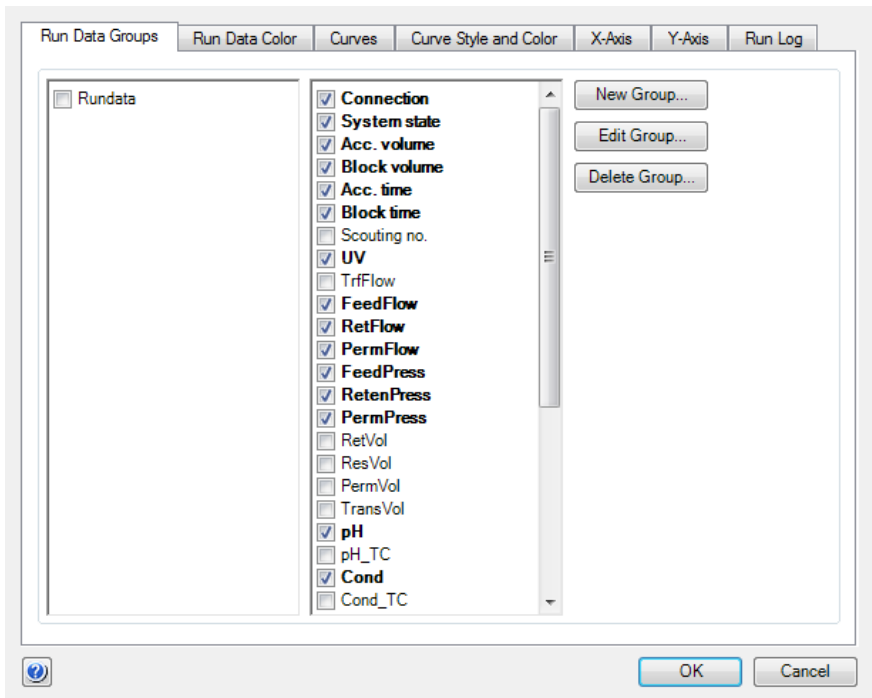 Run Data Groups
Run Data Color
Curves
Curve Style and Color
X-Axis
Y-Axis
Run Log
Rundata
Connection
System state
Acc. volume
Block volume
Acc. time
Block time
Scouting no.
UV
TrfFlow
FeedFlow
RetFlow
PermFlow
FeedPress
RetenPress
PermPress
RetVol
ResVol
PermVol
TransVol
pH
pH_TC
Cond
Cond_TC
New Group...
Edit Group...
Delete Group...
?
OK
Cancel